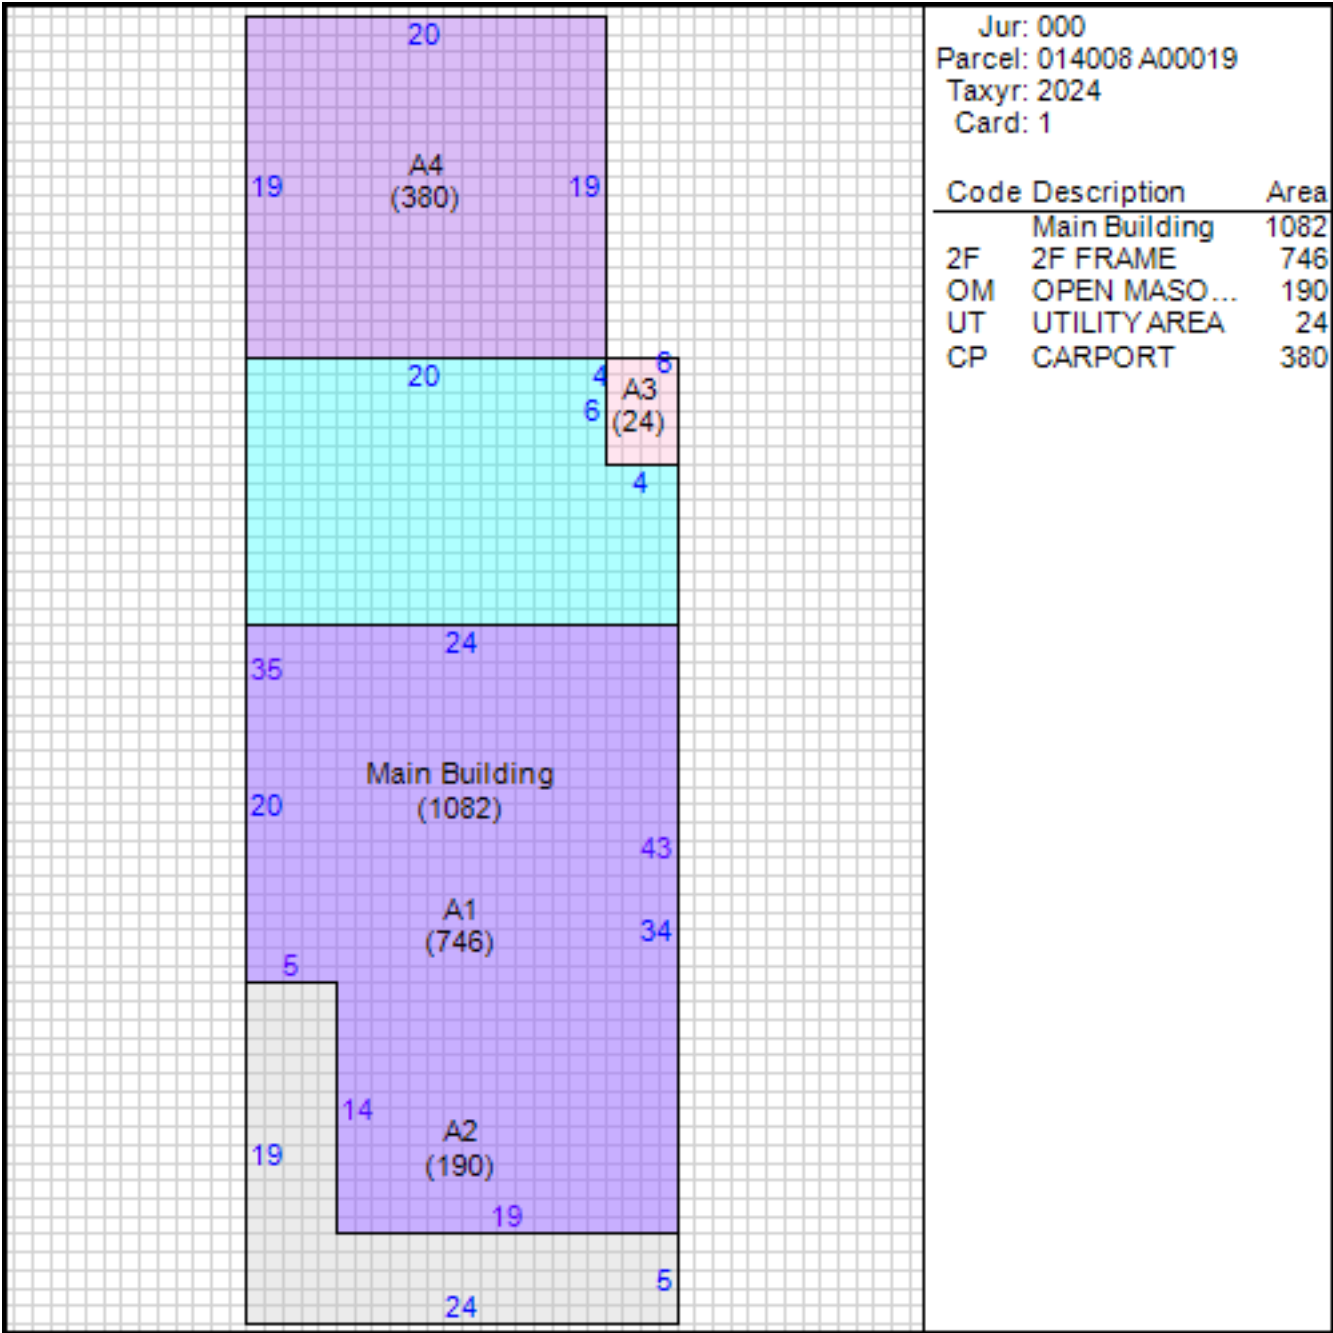 20
A4
(380)
19
19
20
4
6
6
A3
(24)
4
24
35
Main Building
(1082)
20
43
A1
(746)
34
5
14
A2
(190)
19
19
5
24
Jur: 000
Parcel: 014008 A00019
Taxyr: 2024
Card: 1
Code Description Area
Main Building 1082
2F 2F FRAME 746
OM OPEN MASO... 190
UT UTILITY AREA 24
CP CARPORT 380